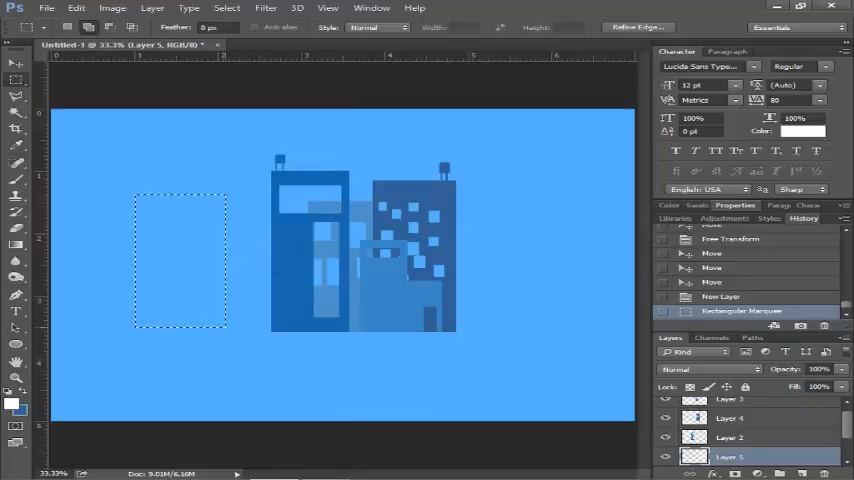 Ps File Edit Image Layer Type Select Filter 3D View Window Help
Feather: 0 px Anti-alias Style: Normal Width: Height: Refine Edge... Essentials
Untitled-1 @ 33.3% (Layer 5, RGB/8) * ×
Character Paragraph
Lucida Sans Type... Regular
12 pt (Auto)
Metrics 80
100% 100%
0 pt Color:
English: USA Sharp
Color Swatc Properties Parag Charac
Libraries Adjustments Styles History
Move
Free Transform
Move
Move
Move
New Layer
Rectangular Marquee
Layers Channels Paths
Kind
Normal Opacity: 100%
Lock: Fill: 100%
Layer 3
Layer 4
Layer 2
Layer 5
33.33% Doc: 9.01M/6.16M